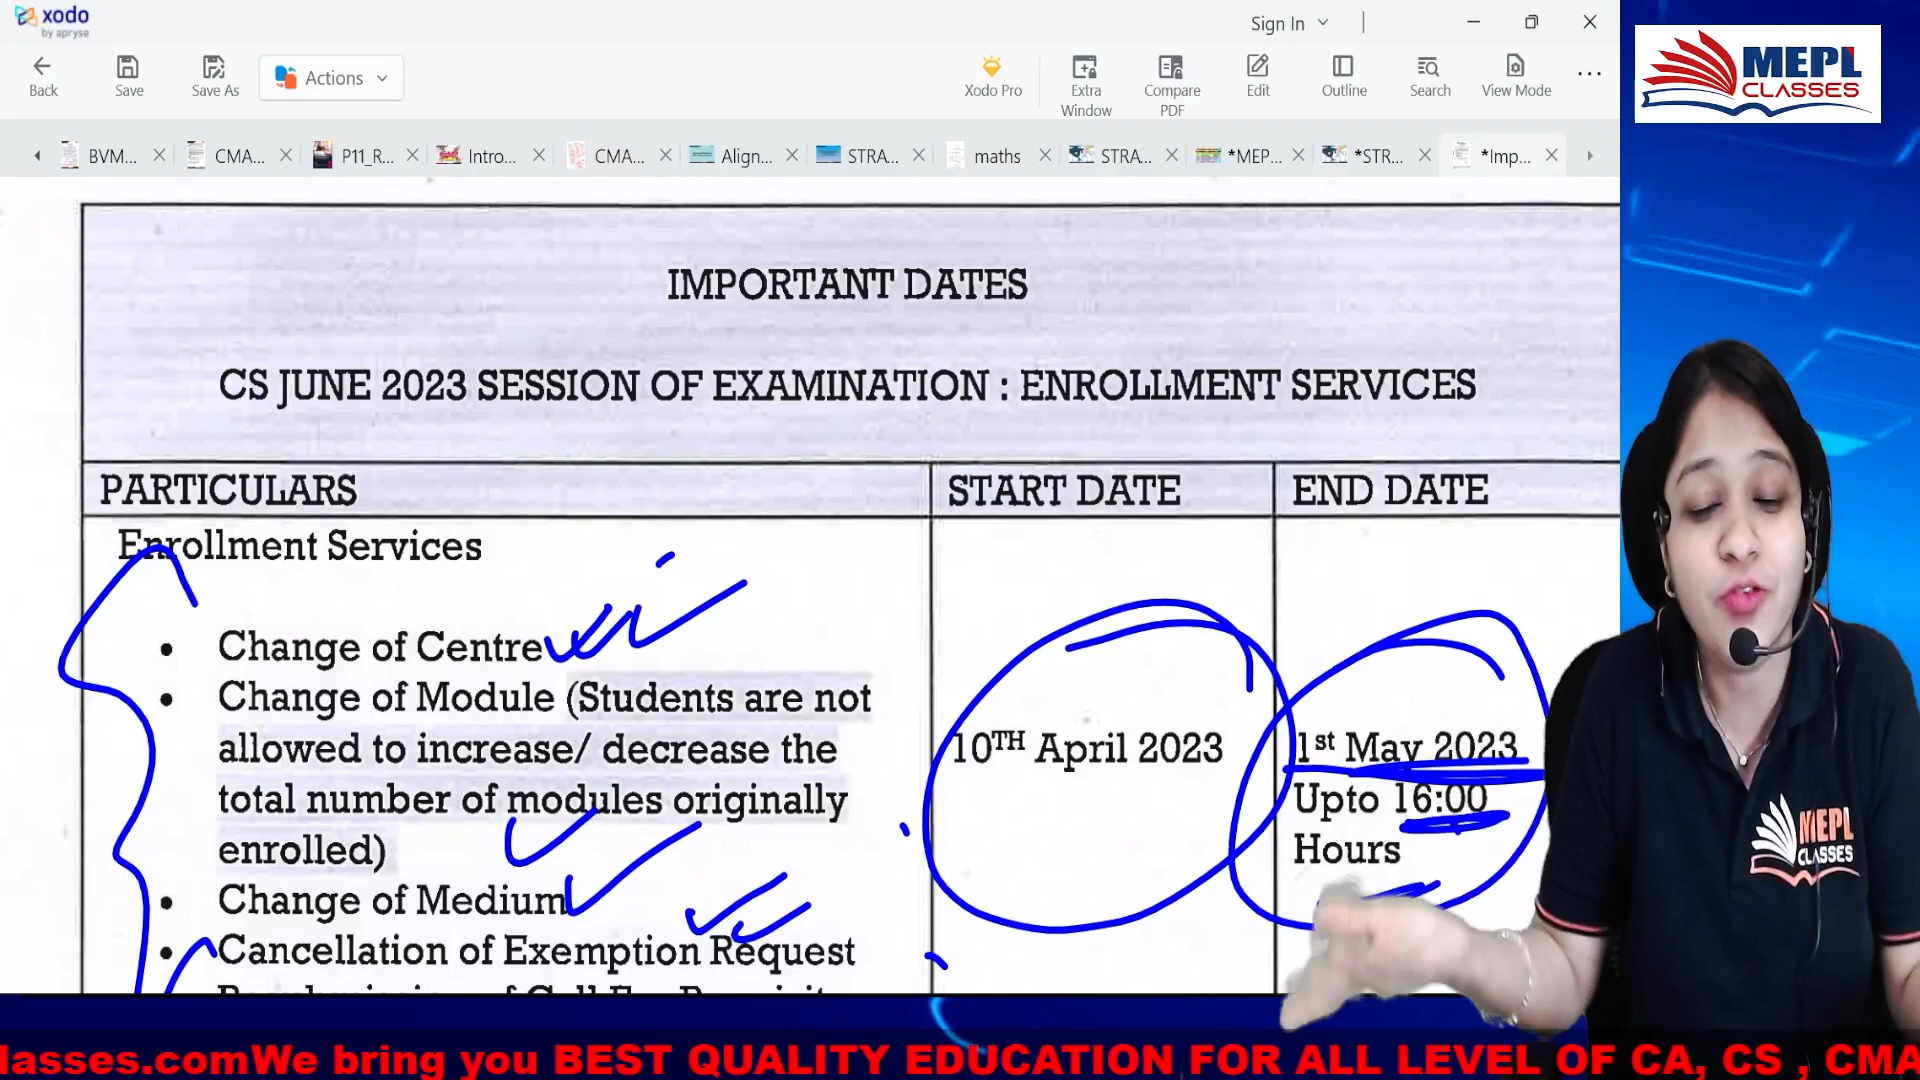 xodo
by apryse
Sign In
Back
Save
Save As
Actions
Xodo Pro
Extra Window
Compare PDF
Edit
Outline
Search
View Mode
MEPL
CLASSES
BVM...
CMA...
P11_R...
Intro...
CMA...
Align...
STRA...
maths
STRA...
*MEP...
*STR...
*Imp...
IMPORTANT DATES
CS JUNE 2023 SESSION OF EXAMINATION : ENROLLMENT SERVICES
PARTICULARS
START DATE
END DATE
Enrollment Services
• Change of Centre
• Change of Module (Students are not
allowed to increase/ decrease the
total number of modules originally
enrolled)
• Change of Medium
• Cancellation of Exemption Request
10TH April 2023
1st May 2023
Upto 16:00
Hours
MEPL
CLASSES
lasses.comWe bring you BEST QUALITY EDUCATION FOR ALL LEVEL OF CA, CS , CMA